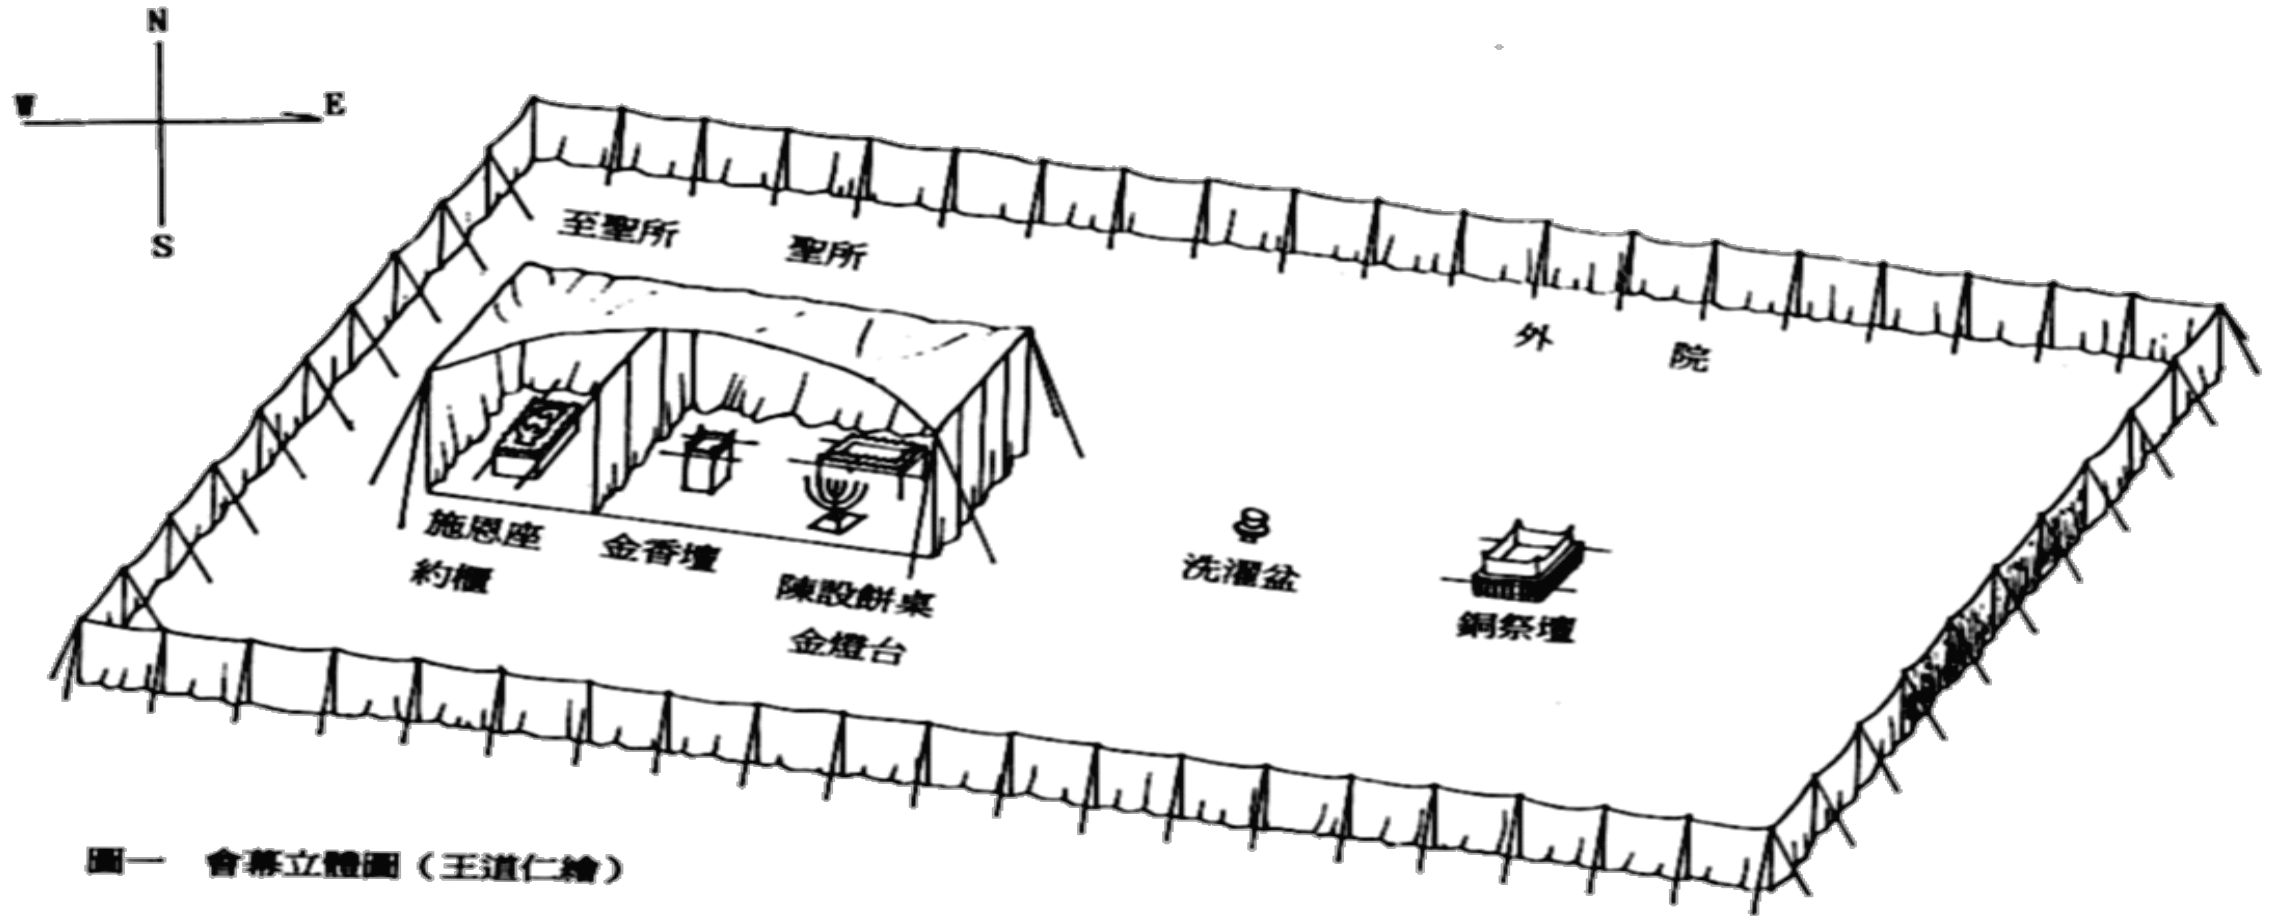 N
W E
S
至聖所 聖所
外院
施恩座 金香壇
約櫃
陳設餅桌
金燈台
洗濯盆
銅祭壇
圖一 會幕立體圖（王道仁繪）